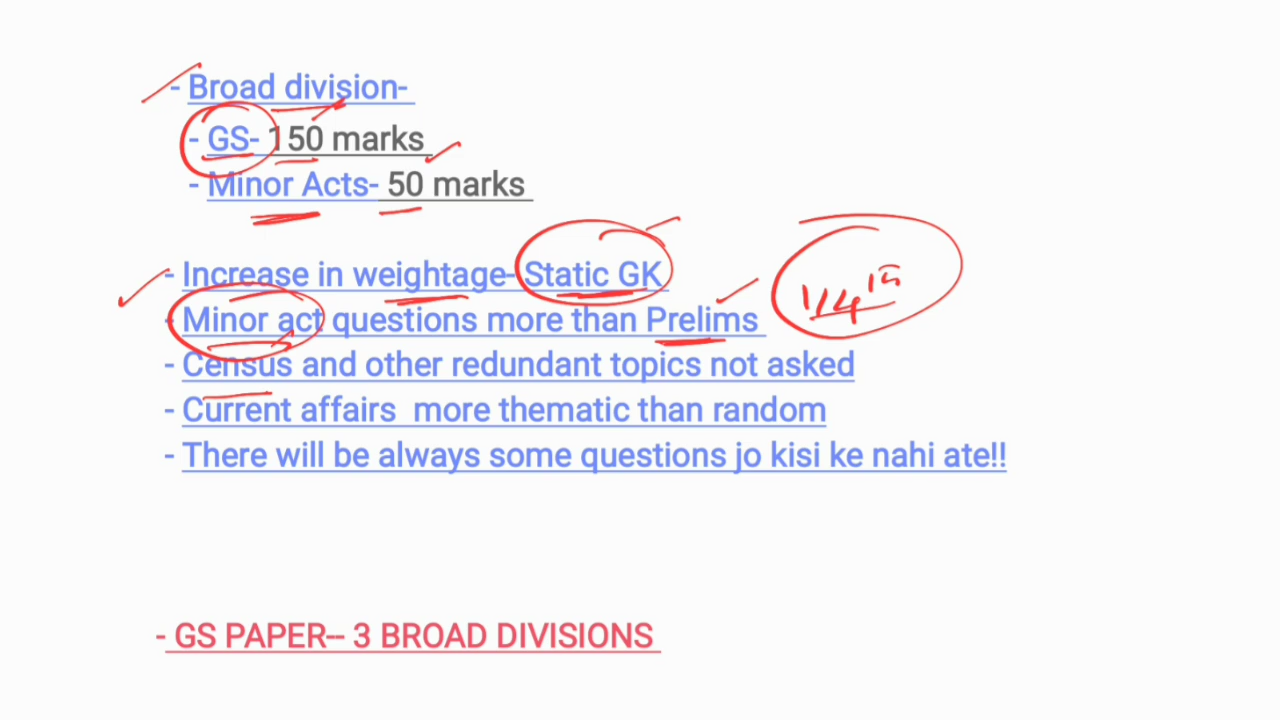 - Broad division-
- GS- 150 marks
- Minor Acts- 50 marks
- Increase in weightage- Static GK
- Minor act questions more than Prelims
1/4th
- Census and other redundant topics not asked
- Current affairs more thematic than random
- There will be always some questions jo kisi ke nahi ate!!
- GS PAPER-- 3 BROAD DIVISIONS